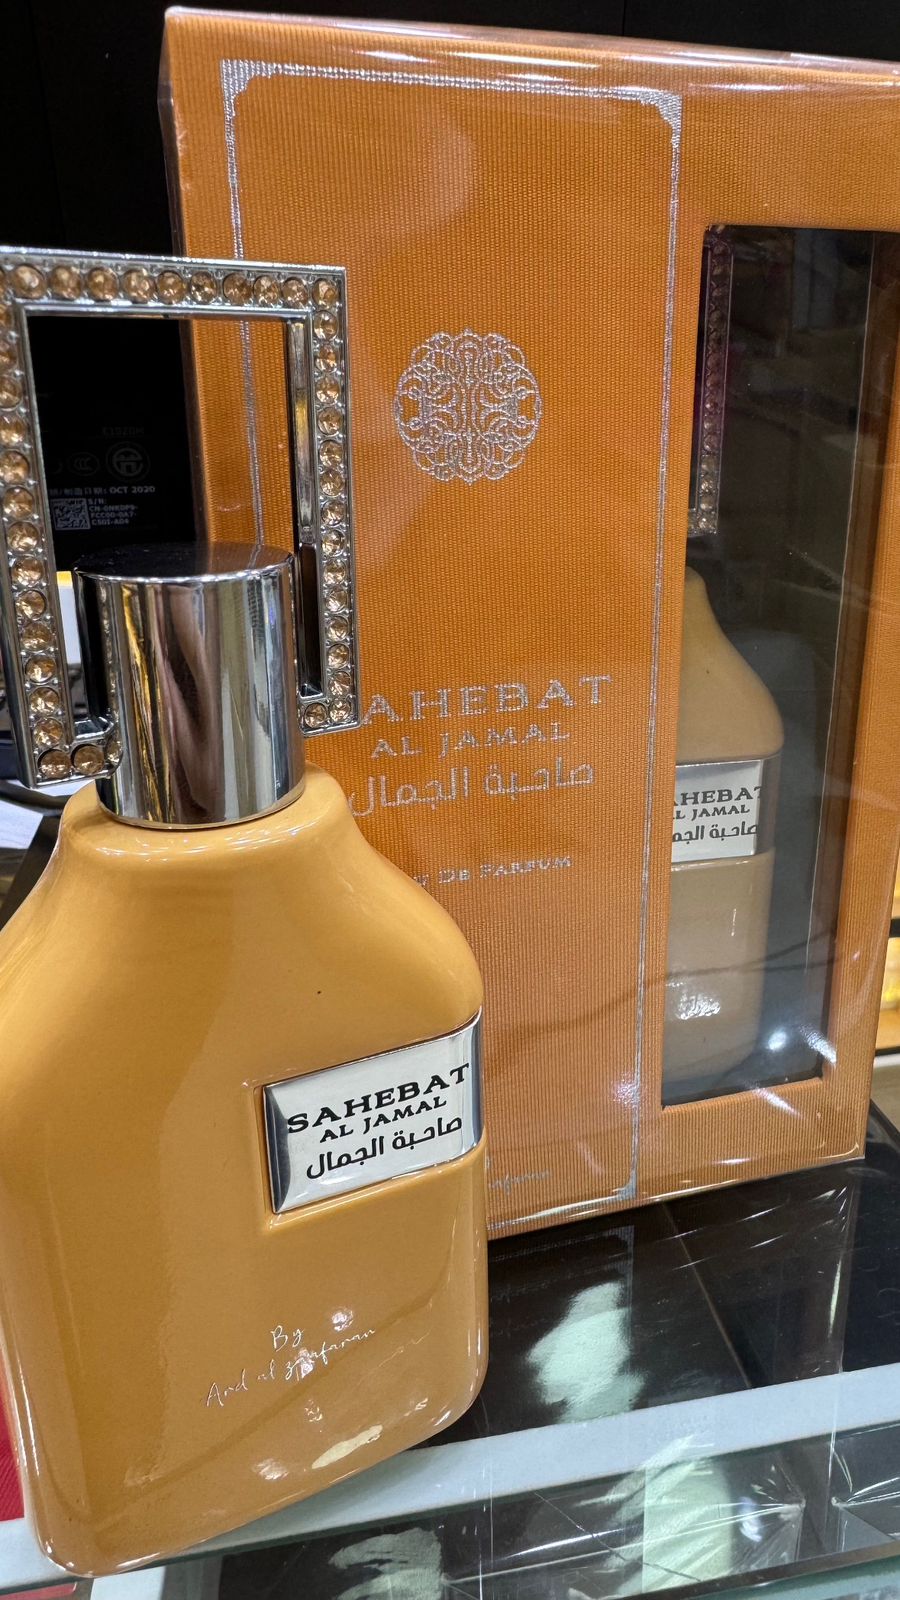 SAHEBAT
AL JAMAL
صاحبة الجمال
De Parfum
AHEBAT
AL JAMAL
صاحبة الجمال
SAHEBAT
AL JAMAL
صاحبة الجمال
By
Ard al zaafaran
OCT 2020
S/N: